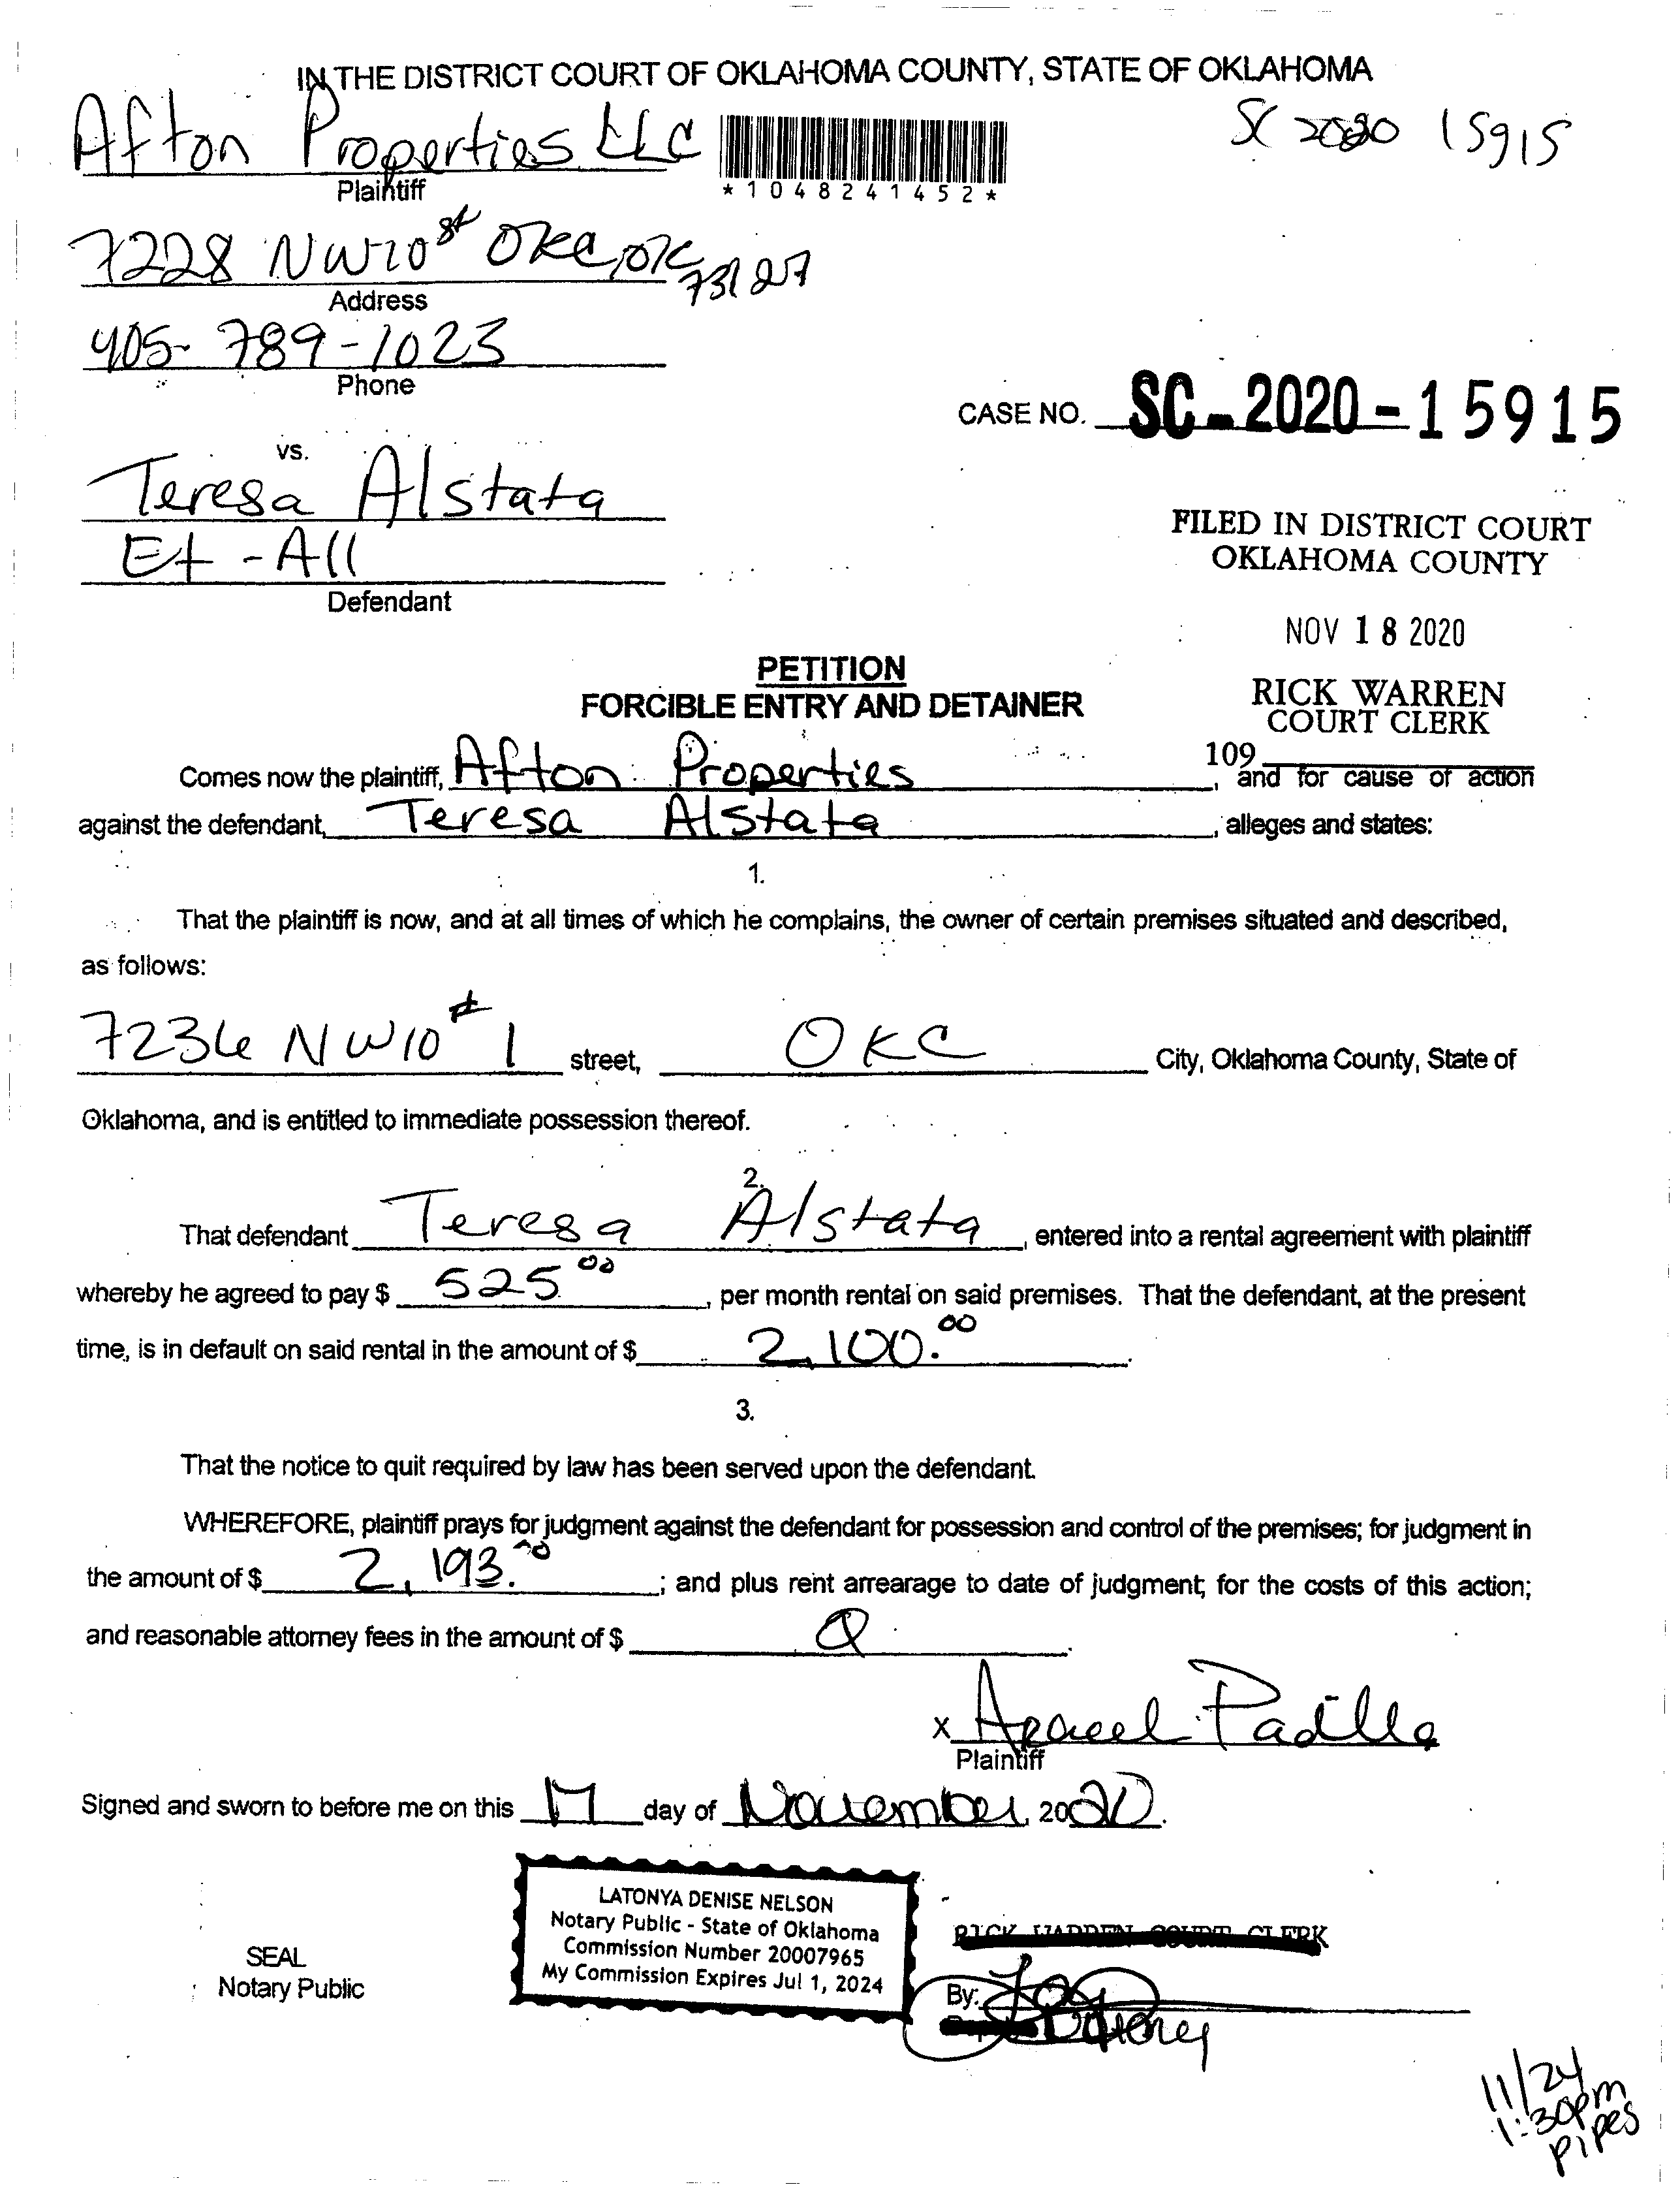 IN THE DISTRICT COURT OF OKLAHOMA COUNTY, STATE OF OKLAHOMA
Afton Properties LLC
SC 2020 15915
Plaintiff
*1048241452*
7228 NW 10 st OKC, OK 73127
Address
405-789-1023
Phone
CASE NO. SC-2020-15915
vs.
Teresa Alstata
Et-All
Defendant
FILED IN DISTRICT COURT
OKLAHOMA COUNTY
NOV 18 2020
RICK WARREN
COURT CLERK
109
PETITION
FORCIBLE ENTRY AND DETAINER
Comes now the plaintiff, Afton Properties, and for cause of action
against the defendant, Teresa Alstata, alleges and states:
1.
That the plaintiff is now, and at all times of which he complains, the owner of certain premises situated and described,
as follows:
7236 NW 10 # 1 street, OKC City, Oklahoma County, State of
Oklahoma, and is entitled to immediate possession thereof.
2.
That defendant Teresa Alstata, entered into a rental agreement with plaintiff
whereby he agreed to pay $ 525.00, per month rental on said premises. That the defendant, at the present
time, is in default on said rental in the amount of $ 2,100.00.
3.
That the notice to quit required by law has been served upon the defendant.
WHEREFORE, plaintiff prays for judgment against the defendant for possession and control of the premises; for judgment in
the amount of $ 2,193.00; and plus rent arrearage to date of judgment; for the costs of this action;
and reasonable attorney fees in the amount of $
x Padilla
Plaintiff
Signed and sworn to before me on this 17 day of November, 2020.
LATONYA DENISE NELSON
Notary Public - State of Oklahoma
Commission Number 20007965
My Commission Expires Jul 1, 2024
SEAL
Notary Public
RICK WARREN COURT CLERK
By:
11/24
1:30pm
pipes